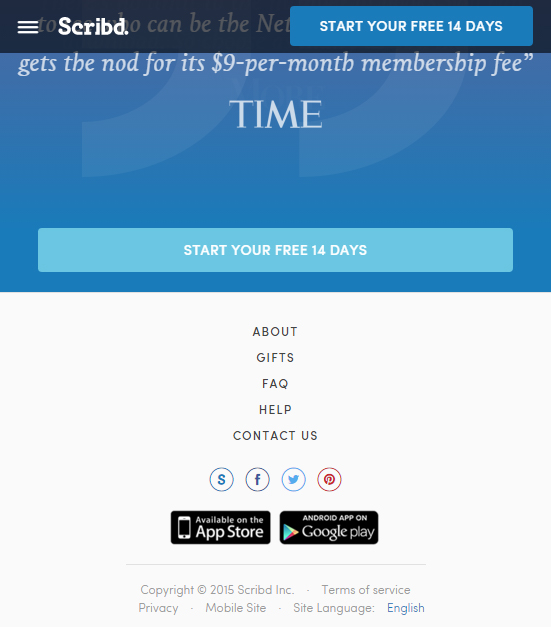 Scribd.
START YOUR FREE 14 DAYS
who can be the Net
gets the nod for its $9-per-month membership fee”
TIME
START YOUR FREE 14 DAYS
ABOUT
GIFTS
FAQ
HELP
CONTACT US
S f
Available on the App Store
ANDROID APP ON Google play
Copyright © 2015 Scribd Inc. · Terms of service
Privacy · Mobile Site · Site Language: English